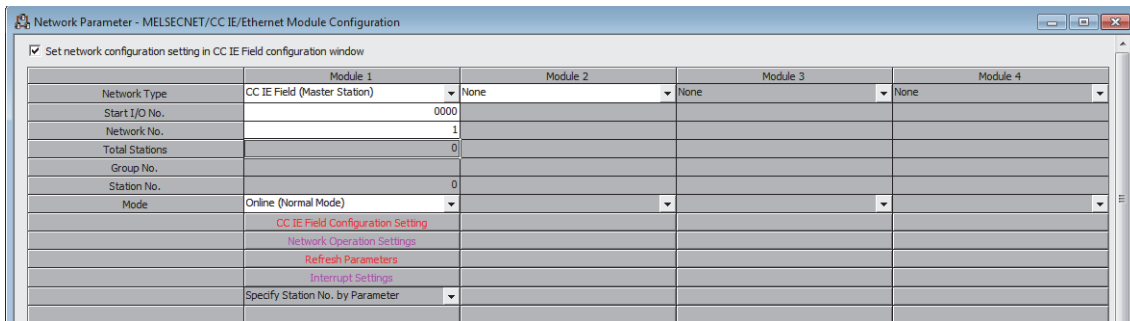 Network Parameter - MELSECNET/CC IE/Ethernet Module Configuration
Set network configuration setting in CC IE Field configuration window
Module 1 Module 2 Module 3 Module 4
Network Type CC IE Field (Master Station) None None None
Start I/O No. 0000
Network No. 1
Total Stations 0
Group No.
Station No. 0
Mode Online (Normal Mode)
CC IE Field Configuration Setting
Network Operation Settings
Refresh Parameters
Interrupt Settings
Specify Station No. by Parameter